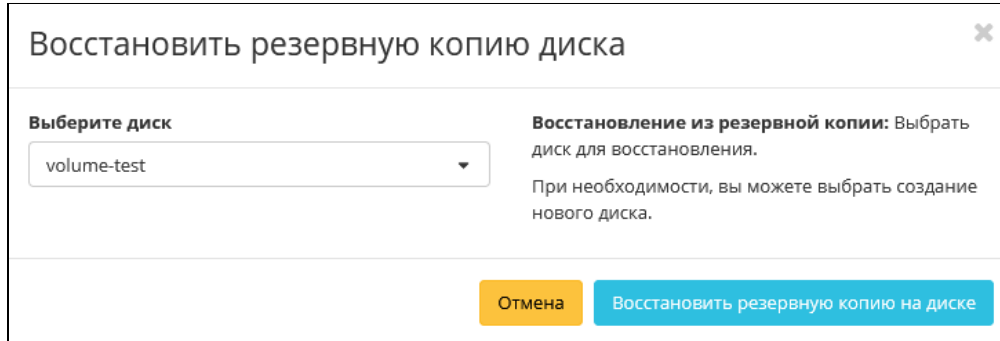 Восстановить резервную копию диска
Выберите диск
volume-test
Восстановление из резервной копии: Выбрать
диск для восстановления.
При необходимости, вы можете выбрать создание
нового диска.
Отмена
Восстановить резервную копию на диске